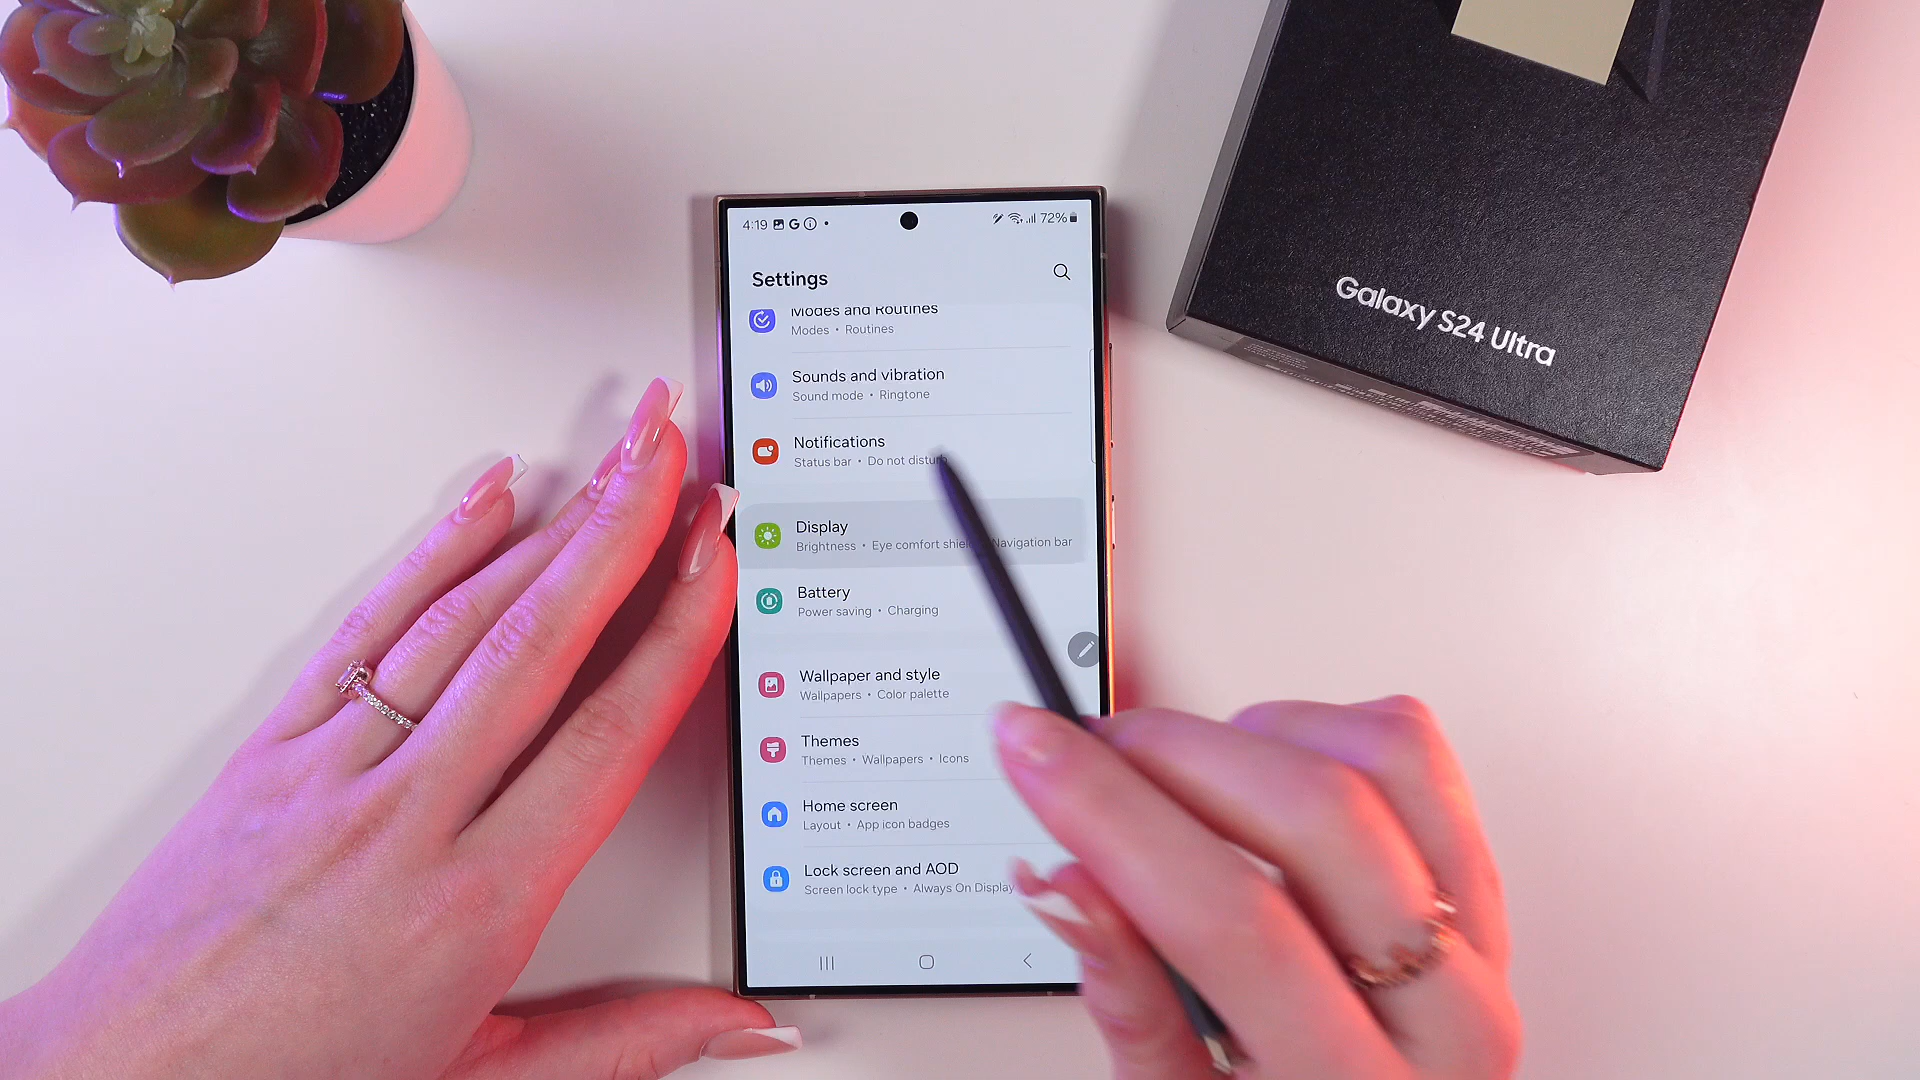 4:19
72%
Settings
Modes and Routines
Modes • Routines
Sounds and vibration
Sound mode • Ringtone
Notifications
Status bar • Do not disturb
Display
Brightness • Eye comfort shield Navigation bar
Battery
Power saving • Charging
Wallpaper and style
Wallpapers • Color palette
Themes
Themes • Wallpapers • Icons
Home screen
Layout • App icon badges
Lock screen and AOD
Screen lock type • Always On Display
Galaxy S24 Ultra